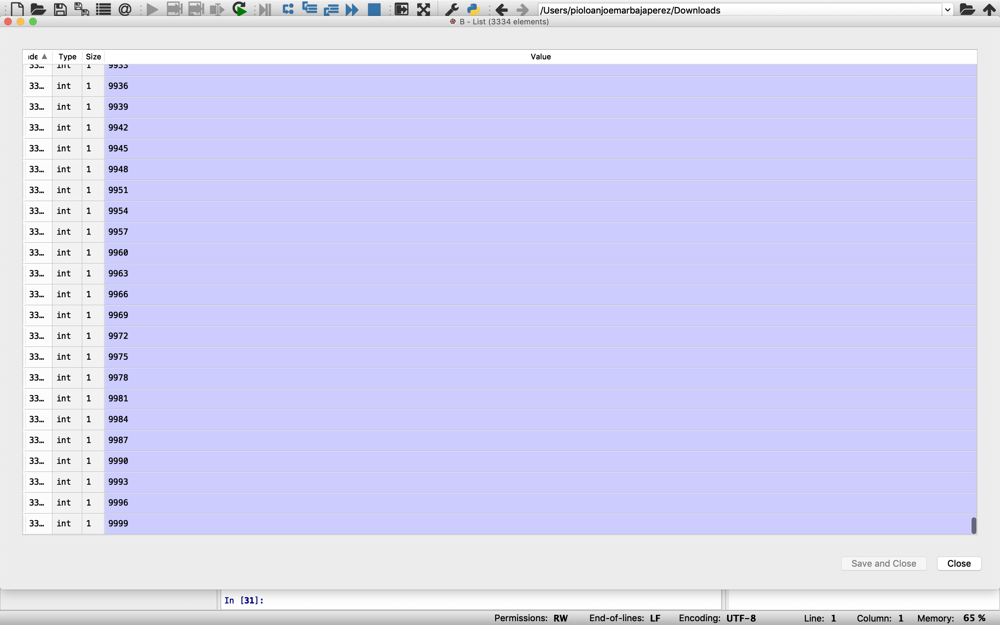 /Users/pioloanjoemarbajaperez/Downloads
B - List (3334 elements)
ıde ▲ Type Size Value
33… int 1 9933
33… int 1 9936
33… int 1 9939
33… int 1 9942
33… int 1 9945
33… int 1 9948
33… int 1 9951
33… int 1 9954
33… int 1 9957
33… int 1 9960
33… int 1 9963
33… int 1 9966
33… int 1 9969
33… int 1 9972
33… int 1 9975
33… int 1 9978
33… int 1 9981
33… int 1 9984
33… int 1 9987
33… int 1 9990
33… int 1 9993
33… int 1 9996
33… int 1 9999
Save and Close Close
In [31]:
Permissions: RW End-of-lines: LF Encoding: UTF-8 Line: 1 Column: 1 Memory: 65 %